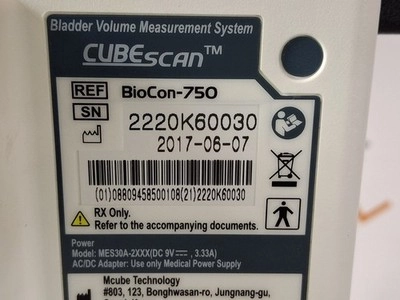 Bladder Volume Measurement System
CUBEscan™
REF BioCon-750
SN 2220K60030
2017-06-07
(01)08809458500108(21)2220K60030
RX Only.
Refer to the accompanying documents.
Power
Model: MES30A-2XXX(DC 9V⎓, 3.33A)
AC/DC Adapter: Use only Medical Power Supply
Mcube Technology
#803, 123, Bonghwasan-ro, Jungnang-gu,